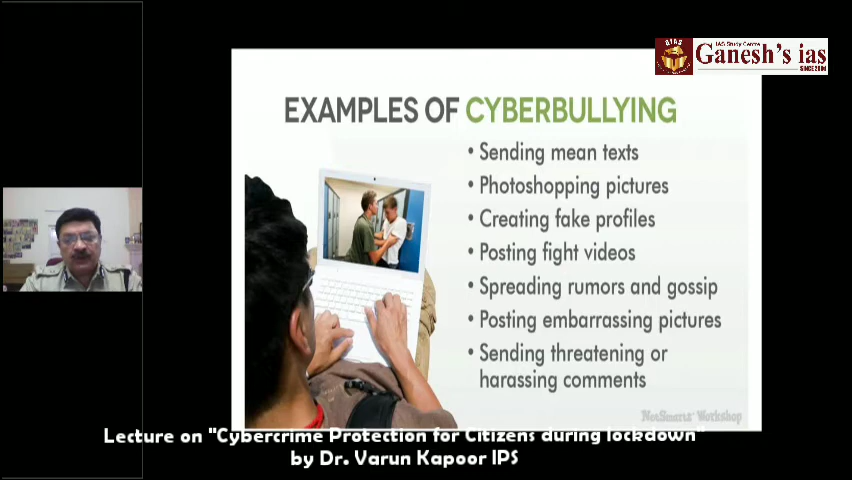 IAS Study Centre
Ganesh's ias
SINCE 2004
EXAMPLES OF CYBERBULLYING
• Sending mean texts
• Photoshopping pictures
• Creating fake profiles
• Posting fight videos
• Spreading rumors and gossip
• Posting embarrassing pictures
• Sending threatening or
harassing comments
NetSmartz Workshop
Lecture on "Cybercrime Protection for Citizens during lockdown"
by Dr. Varun Kapoor IPS